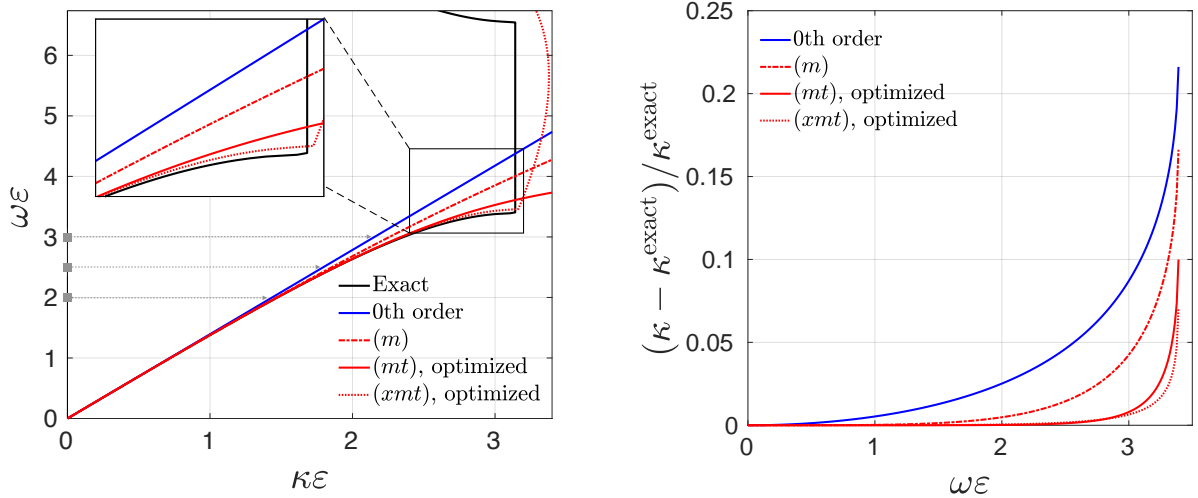 6
5
4
3
2
1
0
ωε
Exact
0th order
(m)
(mt), optimized
(xmt), optimized
0
1
2
3
κε
0.25
0.2
0.15
0.1
0.05
0
(κ − κ^exact)/κ^exact
0th order
(m)
(mt), optimized
(xmt), optimized
0
1
2
3
ωε